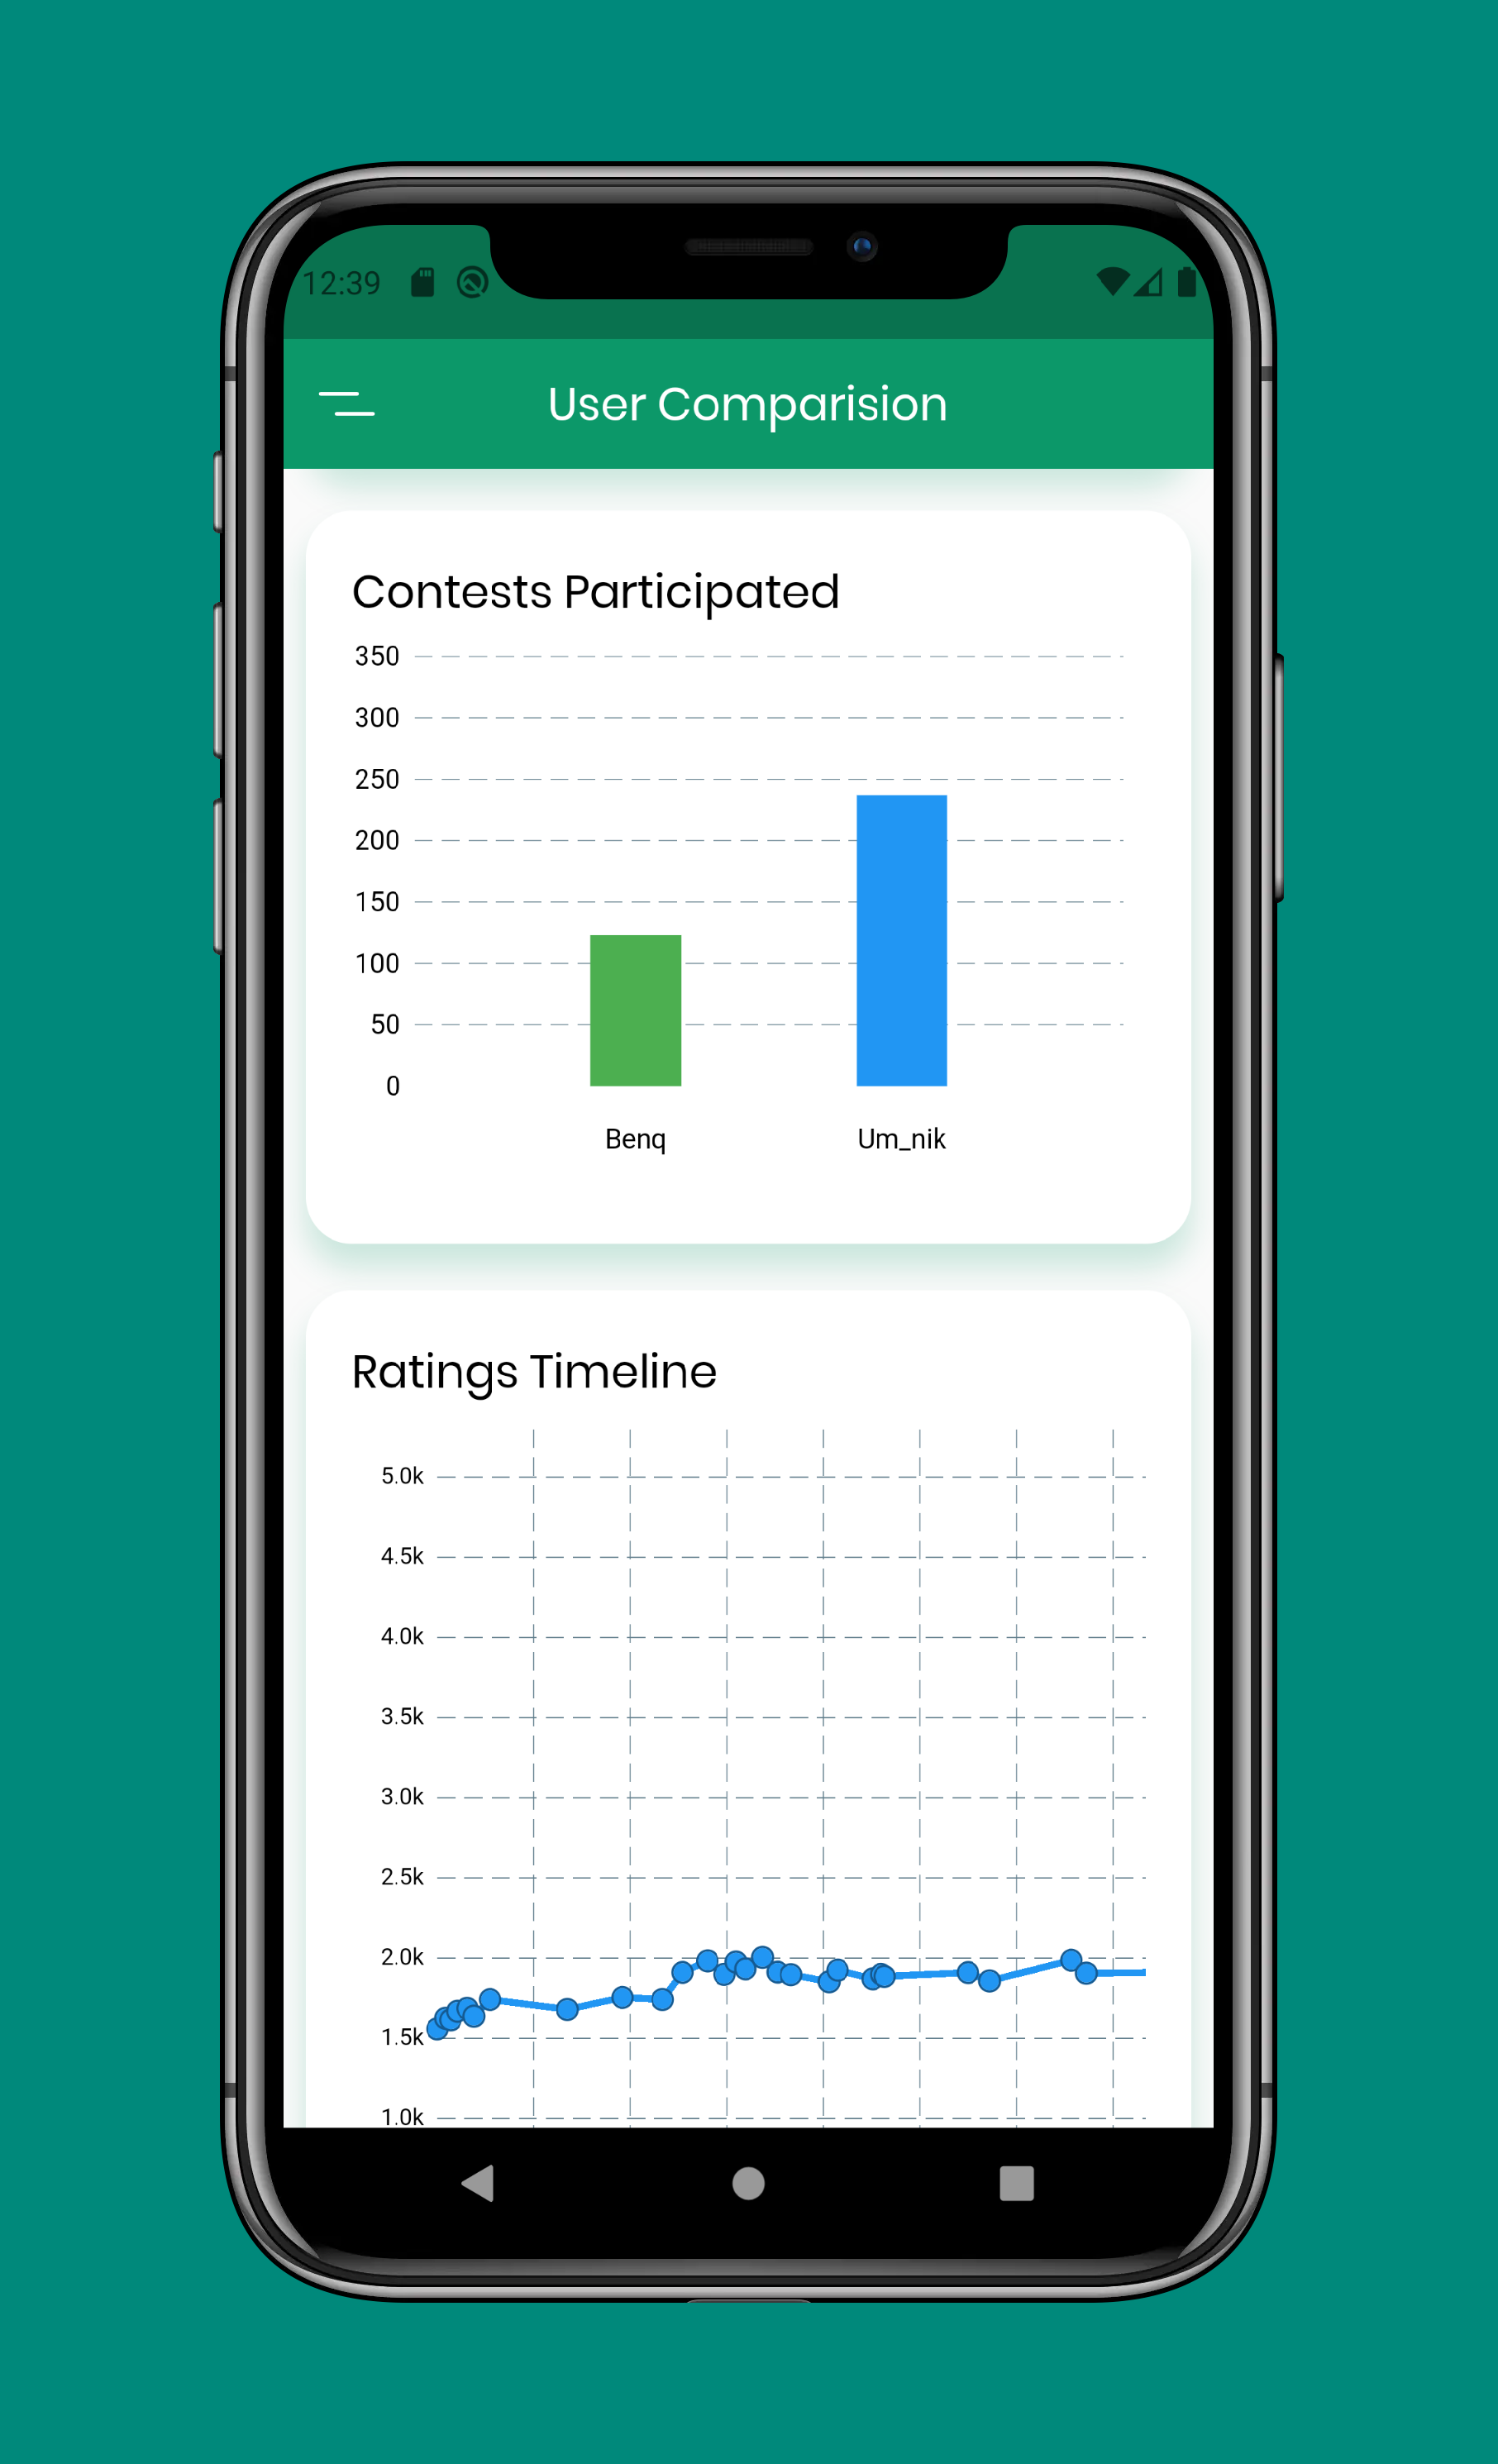 12:39
User Comparision
Contests Participated
350
300
250
200
150
100
50
0
Benq Um_nik
Ratings Timeline
5.0k
4.5k
4.0k
3.5k
3.0k
2.5k
2.0k
1.5k
1.0k